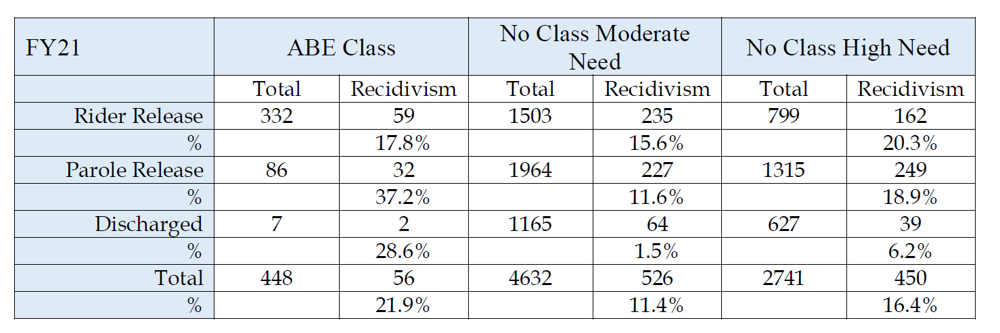 FY21 ABE Class No Class Moderate Need No Class High Need
Total Recidivism Total Recidivism Total Recidivism
Rider Release 332 59 1503 235 799 162
% 17.8% 15.6% 20.3%
Parole Release 86 32 1964 227 1315 249
% 37.2% 11.6% 18.9%
Discharged 7 2 1165 64 627 39
% 28.6% 1.5% 6.2%
Total 448 56 4632 526 2741 450
% 21.9% 11.4% 16.4%